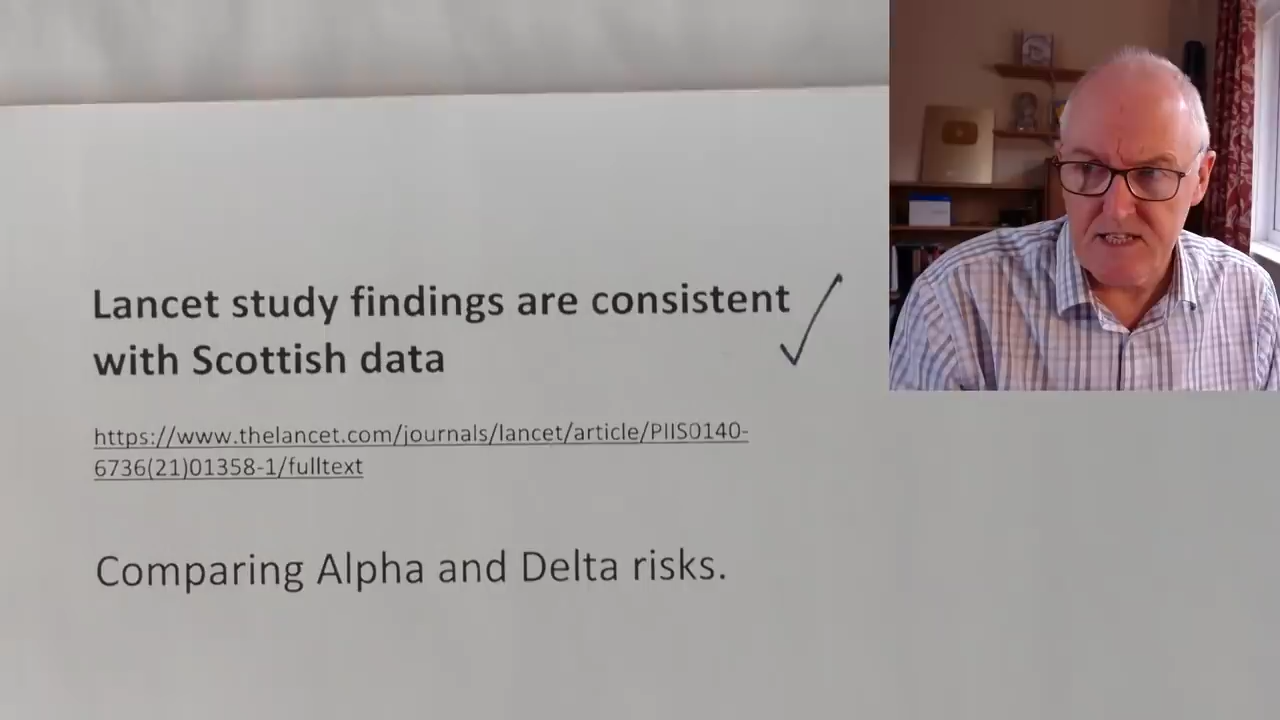 Lancet study findings are consistent
with Scottish data
https://www.thelancet.com/journals/lancet/article/PIIS0140-
6736(21)01358-1/fulltext
Comparing Alpha and Delta risks.